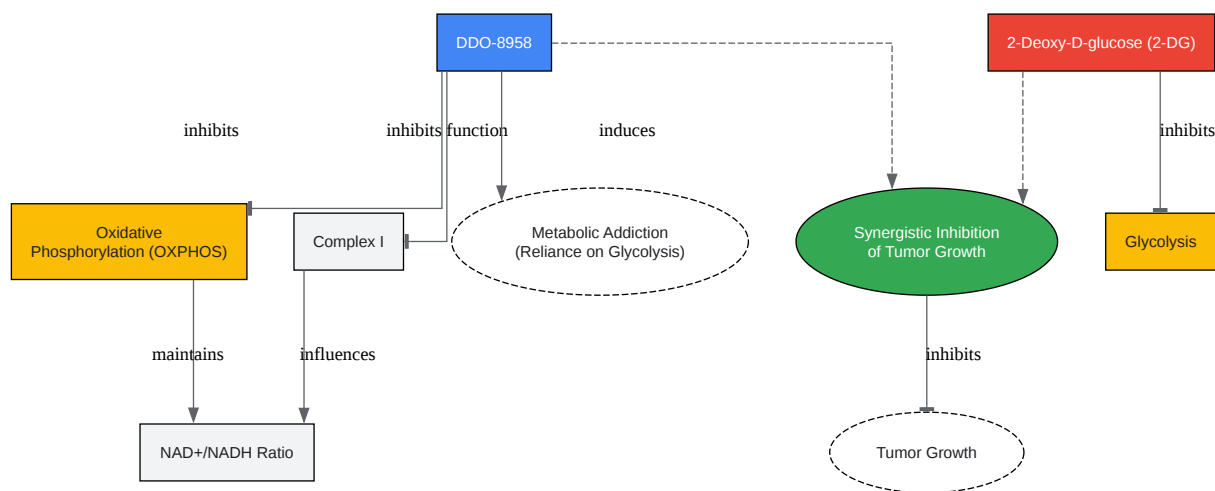 DDO-8958
2-Deoxy-D-glucose (2-DG)
inhibits
inhibits function
induces
inhibits
Oxidative
Phosphorylation (OXPHOS)
Complex I
Metabolic Addiction
(Reliance on Glycolysis)
Synergistic Inhibition
of Tumor Growth
Glycolysis
maintains
influences
inhibits
NAD+/NADH Ratio
Tumor Growth